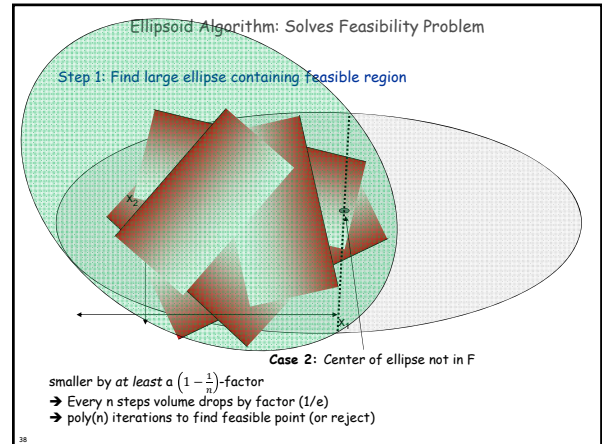 Ellipsoid Algorithm: Solves Feasibility Problem
Step 1: Find large ellipse containing feasible region
x₂
x₁
Case 2: Center of ellipse not in F
smaller by at least a (1 − 1/n)-factor
➔ Every n steps volume drops by factor (1/e)
➔ poly(n) iterations to find feasible point (or reject)
38